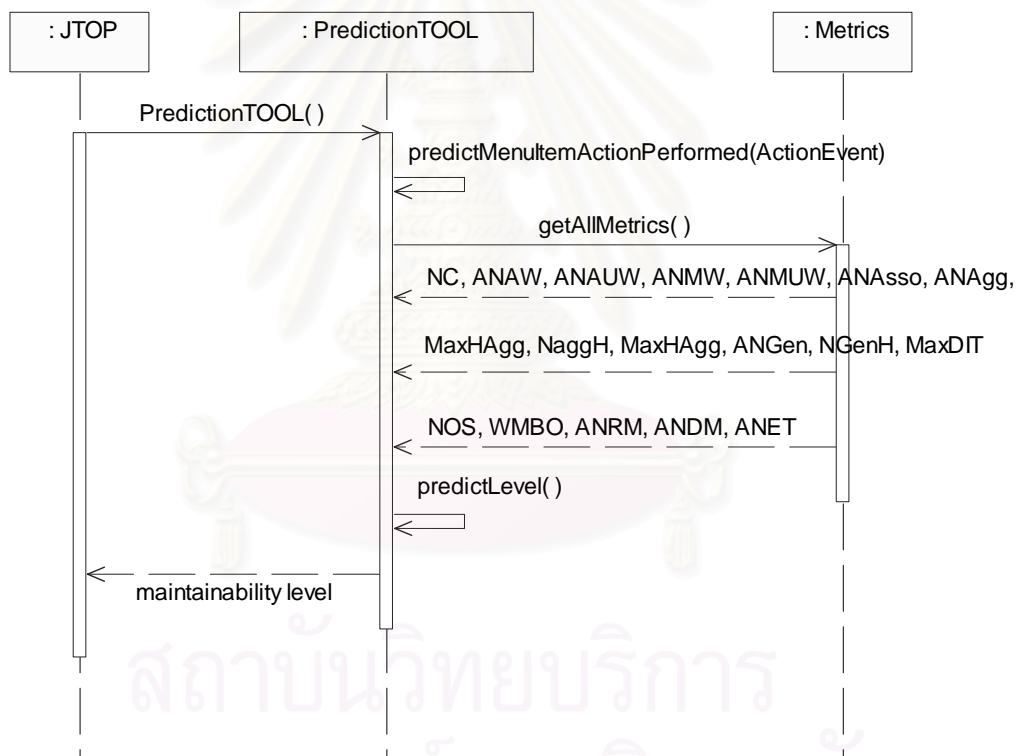 : JTOP
: PredictionTOOL
: Metrics
PredictionTOOL( )
predictMenuItemActionPerformed(ActionEvent)
getAllMetrics( )
NC, ANAW, ANAUW, ANMW, ANMUW, ANAsso, ANAgg,
MaxHAgg, NaggH, MaxHAgg, ANGen, NGenH, MaxDIT
NOS, WMBO, ANRM, ANDM, ANET
predictLevel( )
maintainability level
สถาบันวิทยบริการ